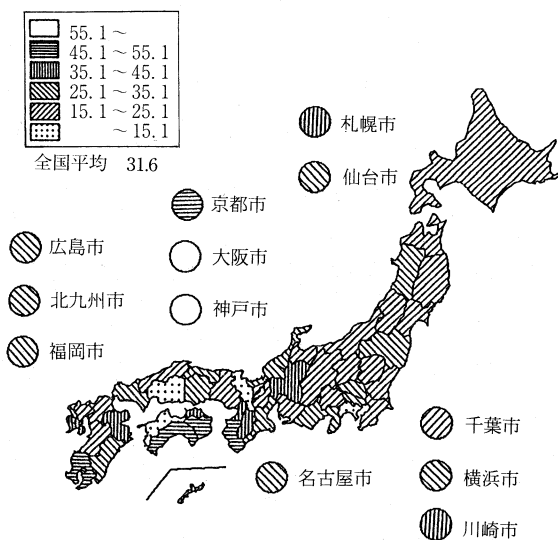 55.1～
45.1～55.1
35.1～45.1
25.1～35.1
15.1～25.1
～15.1
全国平均 31.6
札幌市
仙台市
京都市
大阪市
神戸市
広島市
北九州市
福岡市
千葉市
横浜市
川崎市
名古屋市